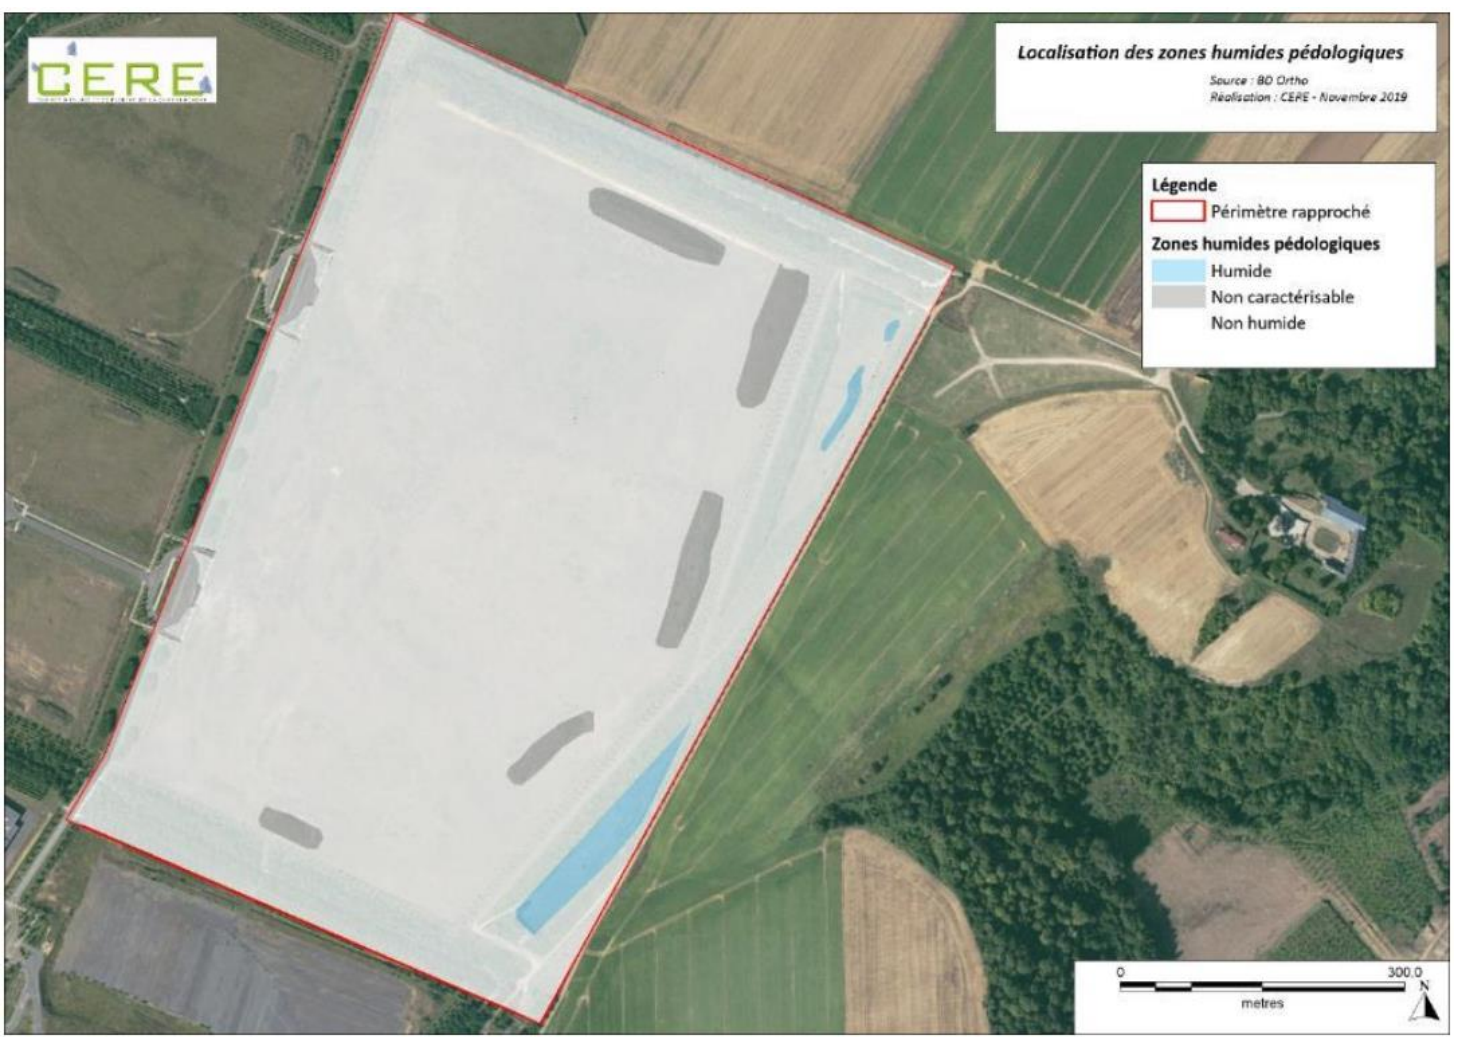 CERE
Localisation des zones humides pédologiques
Source : BD Ortho
Réalisation : CERE - Novembre 2019
Légende
Périmètre rapproché
Zones humides pédologiques
Humide
Non caractérisable
Non humide
0 300.0
N
metres